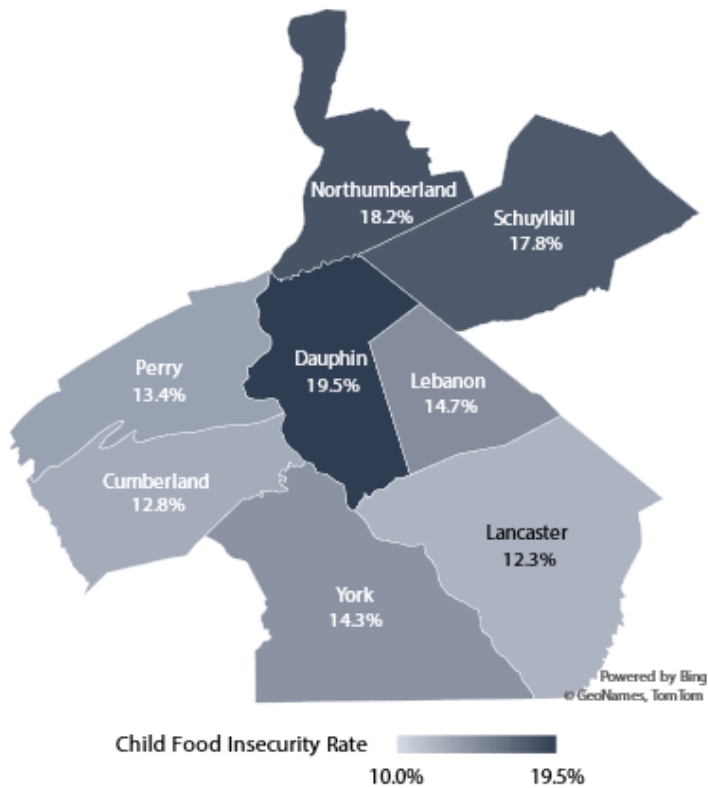 Northumberland
18.2%
Schuylkill
17.8%
Dauphin
19.5%
Perry
13.4%
Lebanon
14.7%
Cumberland
12.8%
Lancaster
12.3%
York
14.3%
Powered by Bing
© GeoNames, TomTom
Child Food Insecurity Rate
10.0% 19.5%